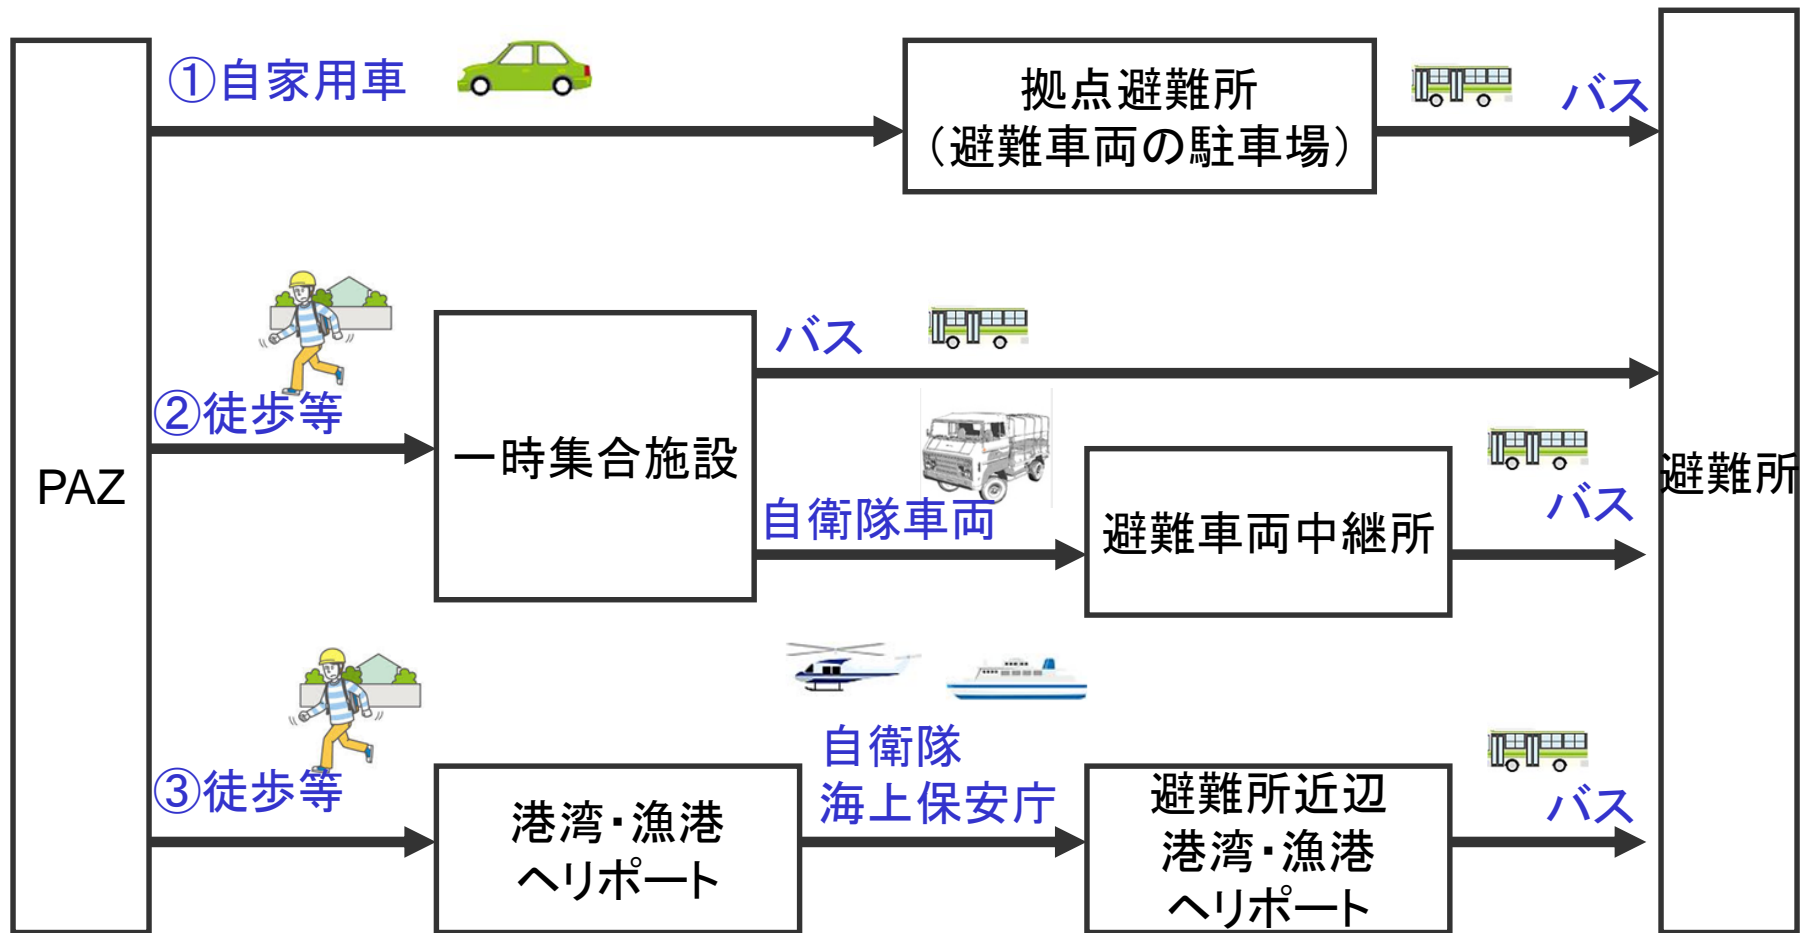 PAZ
①自家用車
拠点避難所
（避難車両の駐車場）
バス
②徒歩等
一時集合施設
バス
自衛隊車両
避難車両中継所
バス
避難所
③徒歩等
港湾・漁港
ヘリポート
自衛隊
海上保安庁
避難所近辺
港湾・漁港
ヘリポート
バス